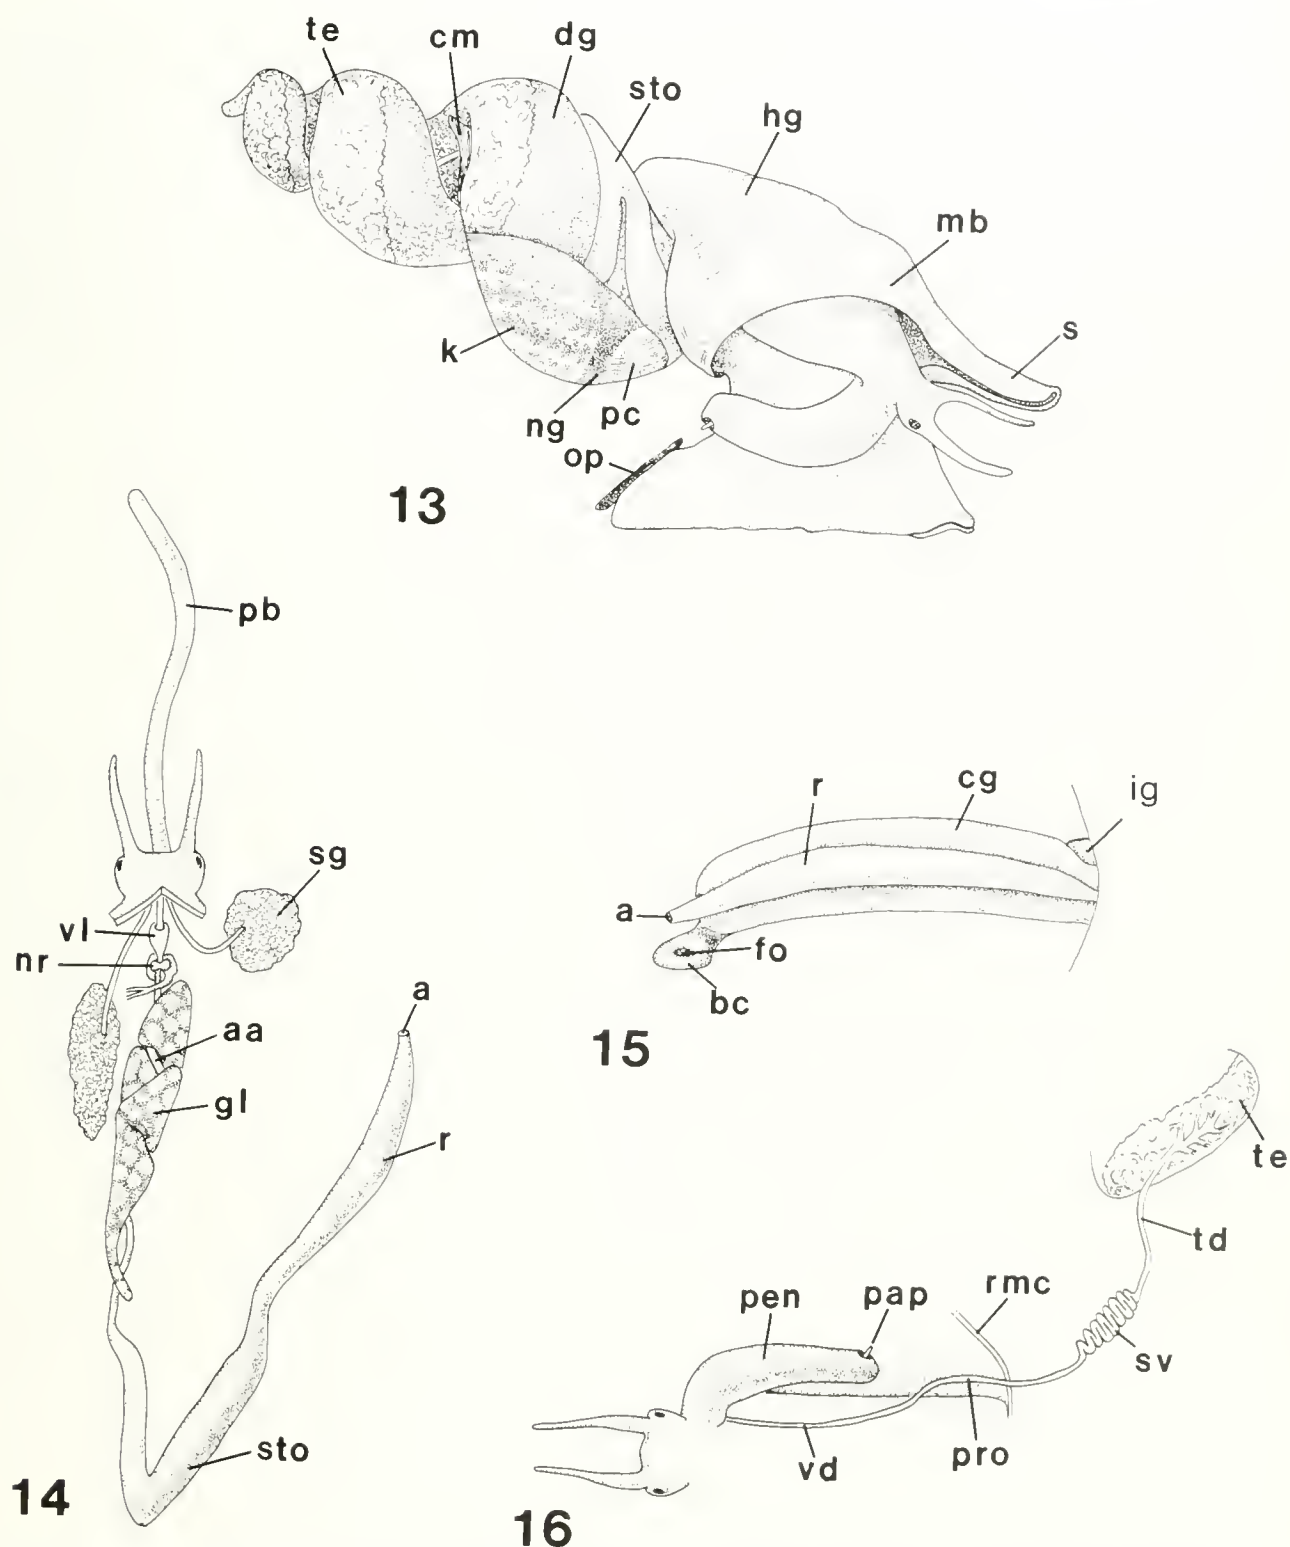 te
cm
dg
sto
hg
mb
s
k
ng
pc
op
13
pb
sg
vl
nr
aa
gl
a
r
sto
14
r
cg
ig
a
fo
bc
15
te
td
pen
pap
rmc
sv
vd
pro
16